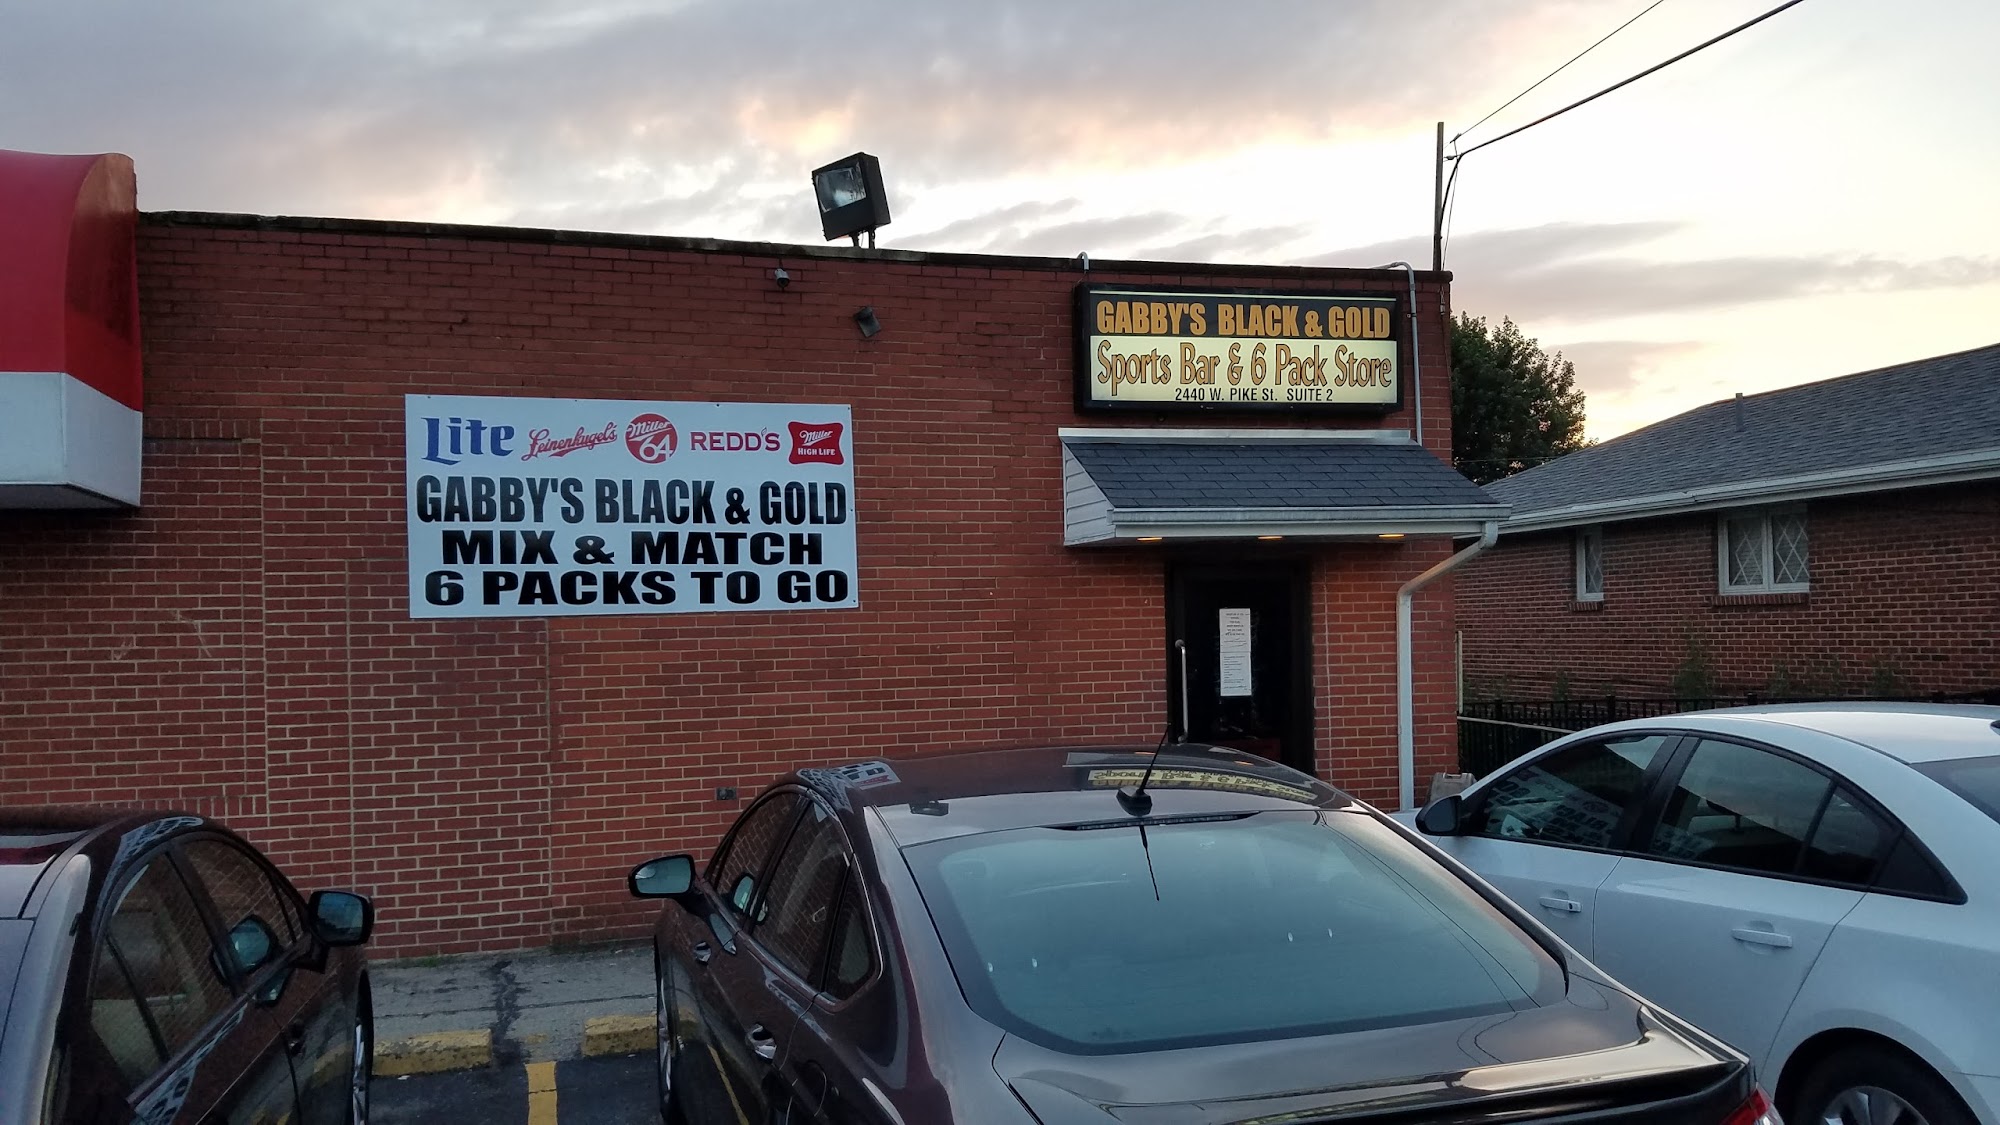 GABBY'S BLACK & GOLD
Sports Bar & 6 Pack Store
2440 W. PIKE St. SUITE 2
Lite Leinenkugel's Miller 64 REDD'S Miller HIGH LIFE
GABBY'S BLACK & GOLD
MIX & MATCH
6 PACKS TO GO